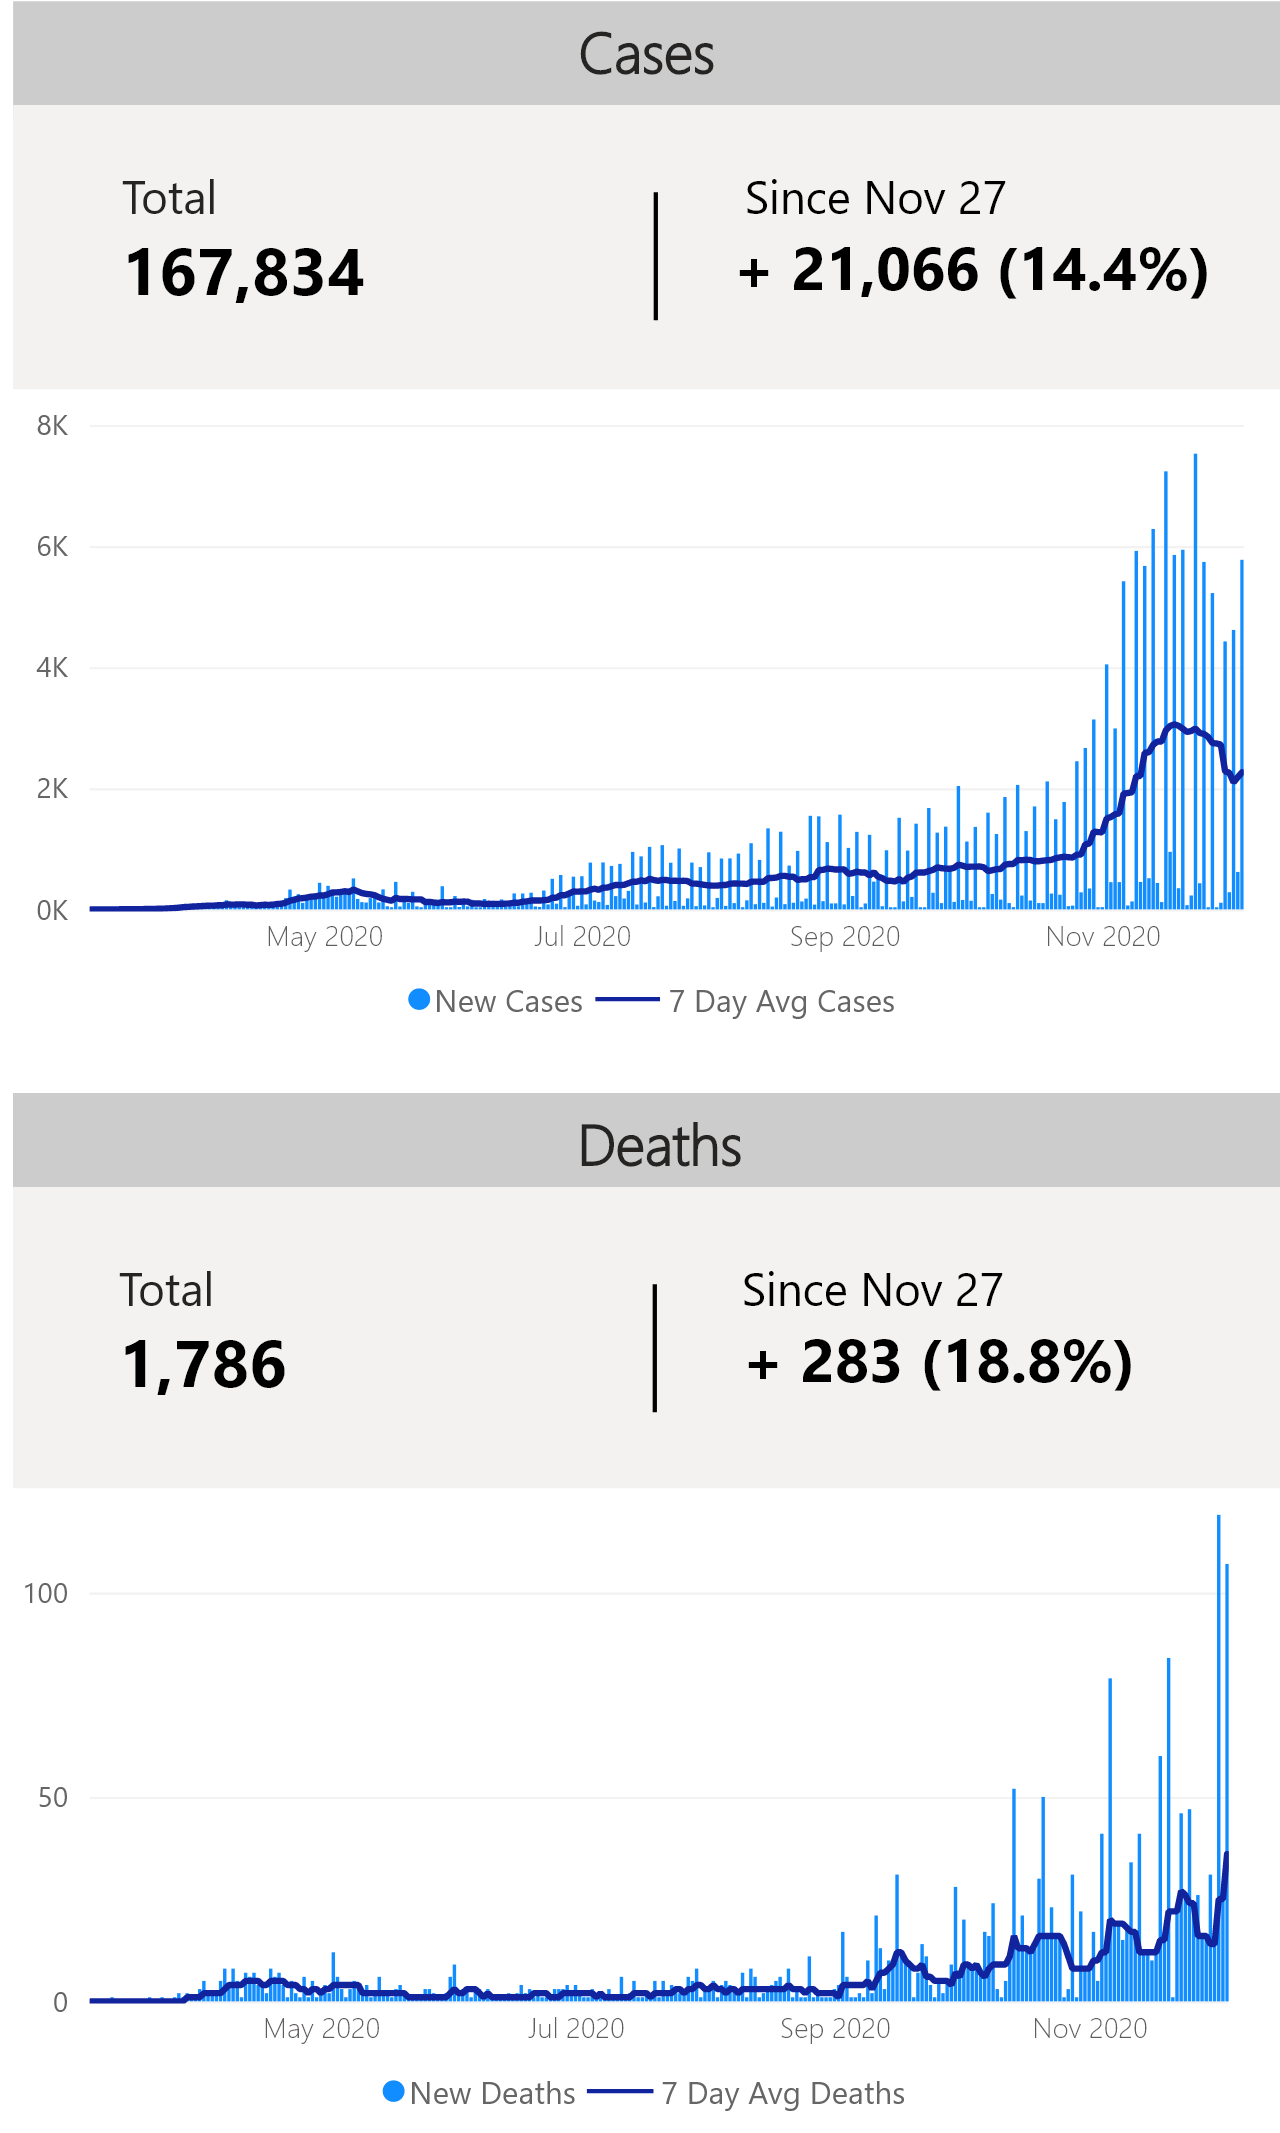 Cases
Total
Since Nov 27
167,834
+ 21,066 (14.4%)
8K
6K
4K
2K
0K
May 2020
Jul 2020
Sep 2020
Nov 2020
New Cases
7 Day Avg Cases
Deaths
Total
Since Nov 27
1,786
+ 283 (18.8%)
100
50
0
May 2020
Jul 2020
Sep 2020
Nov 2020
New Deaths
7 Day Avg Deaths